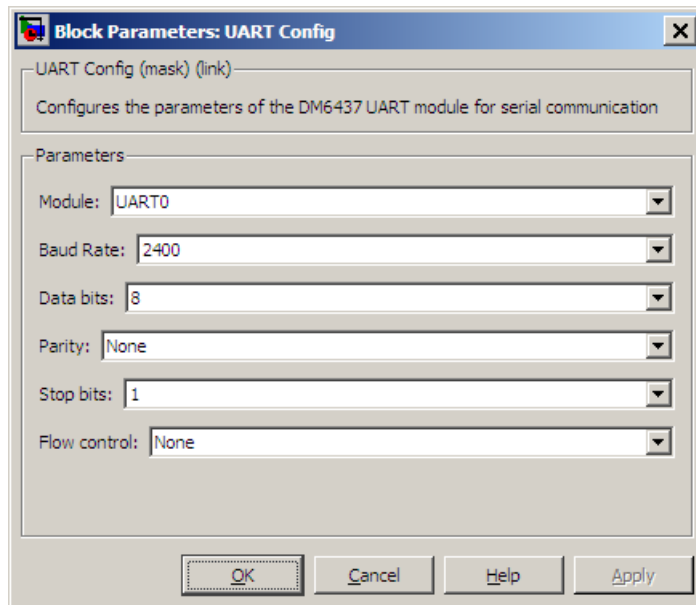 Block Parameters: UART Config
UART Config (mask) (link)
Configures the parameters of the DM6437 UART module for serial communication
Parameters
Module: UART0
Baud Rate: 2400
Data bits: 8
Parity: None
Stop bits: 1
Flow control: None
OK Cancel Help Apply